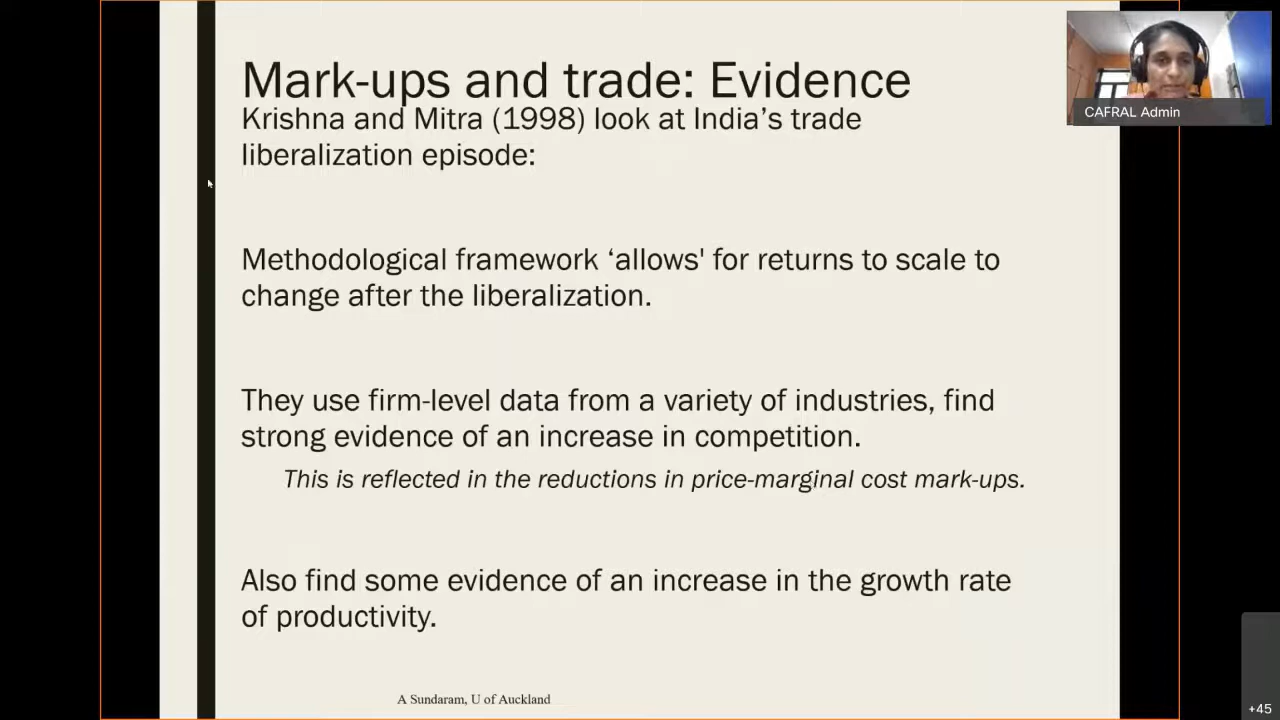 Mark-ups and trade: Evidence
Krishna and Mitra (1998) look at India’s trade
liberalization episode:
Methodological framework ‘allows' for returns to scale to
change after the liberalization.
They use firm-level data from a variety of industries, find
strong evidence of an increase in competition.
This is reflected in the reductions in price-marginal cost mark-ups.
Also find some evidence of an increase in the growth rate
of productivity.
A Sundaram, U of Auckland
CAFRAL Admin
+45